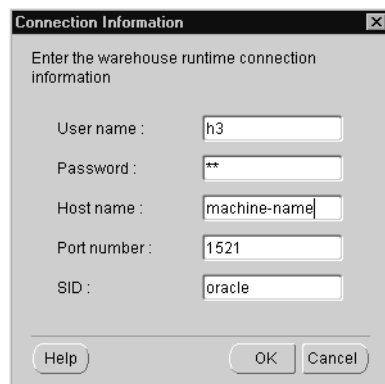 Connection Information
Enter the warehouse runtime connection
information
User name : h3
Password : **
Host name : machine-name
Port number : 1521
SID : oracle
Help OK Cancel